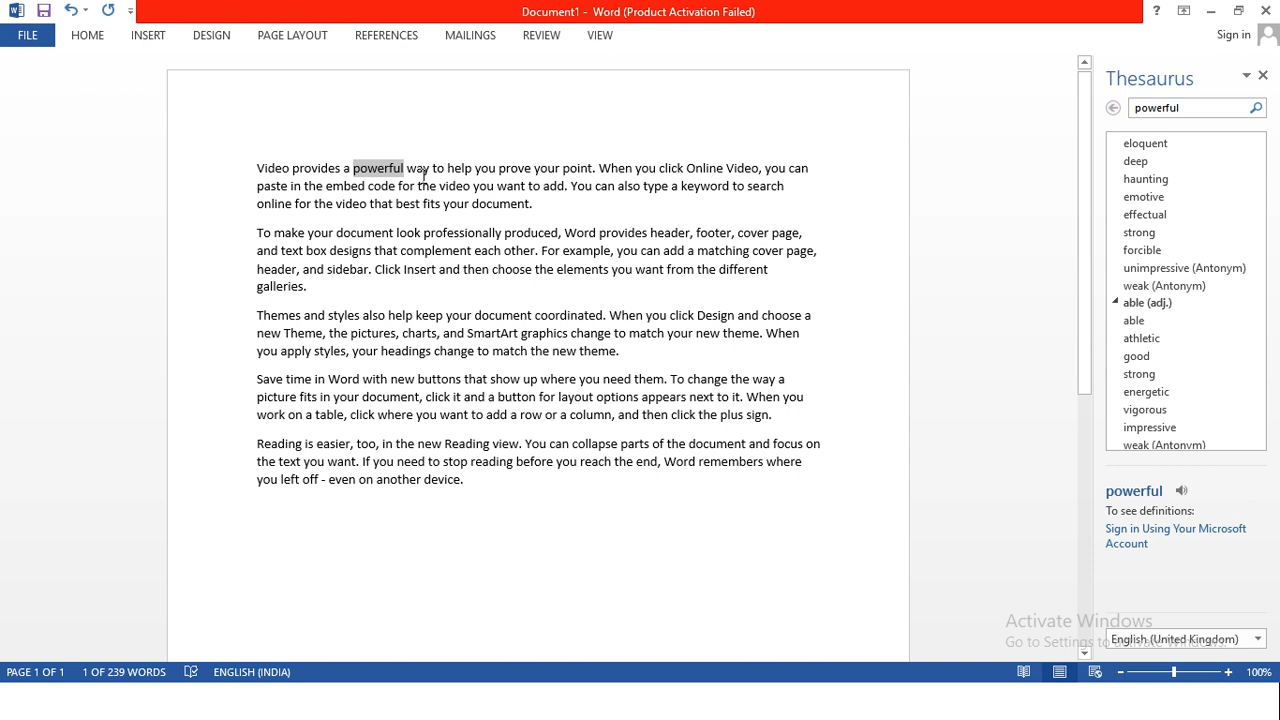 Document1 - Word (Product Activation Failed)
?
FILE HOME INSERT DESIGN PAGE LAYOUT REFERENCES MAILINGS REVIEW VIEW Sign in
Video provides a powerful way to help you prove your point. When you click Online Video, you can
paste in the embed code for the video you want to add. You can also type a keyword to search
online for the video that best fits your document.
To make your document look professionally produced, Word provides header, footer, cover page,
and text box designs that complement each other. For example, you can add a matching cover page,
header, and sidebar. Click Insert and then choose the elements you want from the different
galleries.
Themes and styles also help keep your document coordinated. When you click Design and choose a
new Theme, the pictures, charts, and SmartArt graphics change to match your new theme. When
you apply styles, your headings change to match the new theme.
Save time in Word with new buttons that show up where you need them. To change the way a
picture fits in your document, click it and a button for layout options appears next to it. When you
work on a table, click where you want to add a row or a column, and then click the plus sign.
Reading is easier, too, in the new Reading view. You can collapse parts of the document and focus on
the text you want. If you need to stop reading before you reach the end, Word remembers where
you left off - even on another device.
Thesaurus
powerful
eloquent
deep
haunting
emotive
effectual
strong
forcible
unimpressive (Antonym)
weak (Antonym)
able (adj.)
able
athletic
good
strong
energetic
vigorous
impressive
weak (Antonym)
powerful
To see definitions:
Sign in Using Your Microsoft
Account
Activate Windows
Go to Settings to activate Windows.
English (United Kingdom)
PAGE 1 OF 1 1 OF 239 WORDS ENGLISH (INDIA) 100%